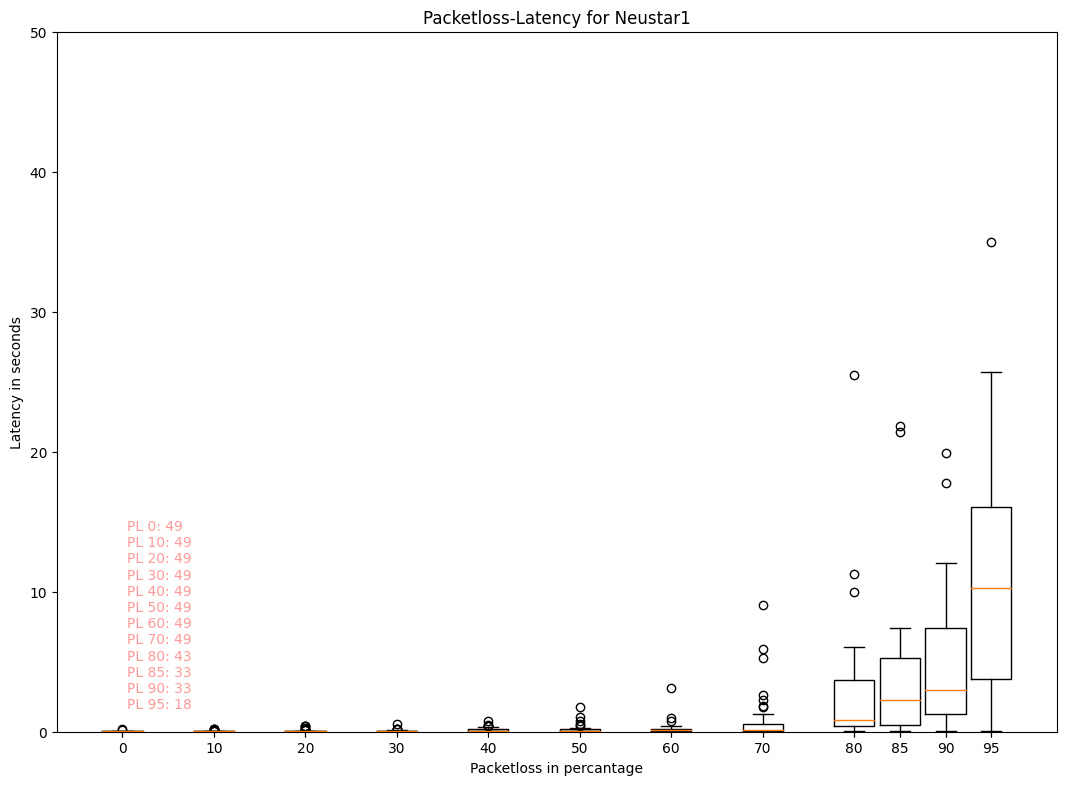 Packetloss-Latency for Neustar1
50
40
30
20
10
0
Latency in seconds
PL 0: 49
PL 10: 49
PL 20: 49
PL 30: 49
PL 40: 49
PL 50: 49
PL 60: 49
PL 70: 49
PL 80: 43
PL 85: 33
PL 90: 33
PL 95: 18
0 10 20 30 40 50 60 70 80 85 90 95
Packetloss in percantage